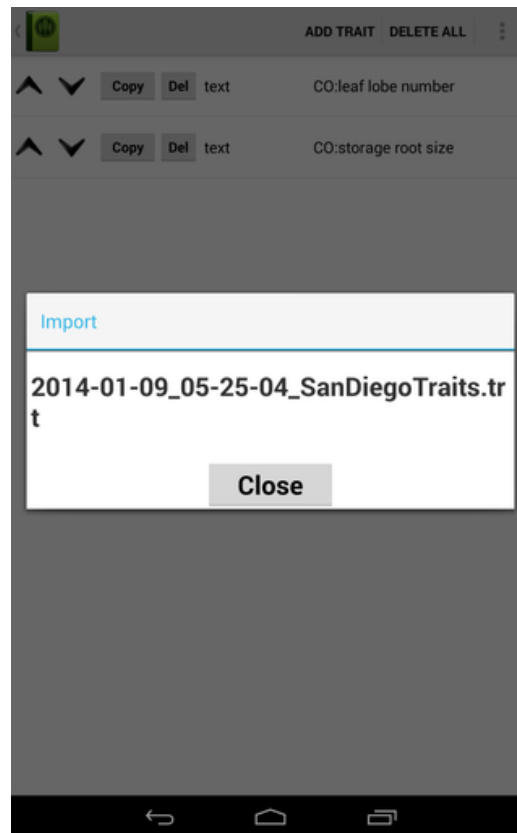 ADD TRAIT DELETE ALL
Copy Del text CO:leaf lobe number
Copy Del text CO:storage root size
Import
2014-01-09_05-25-04_SanDiegoTraits.tr
t
Close